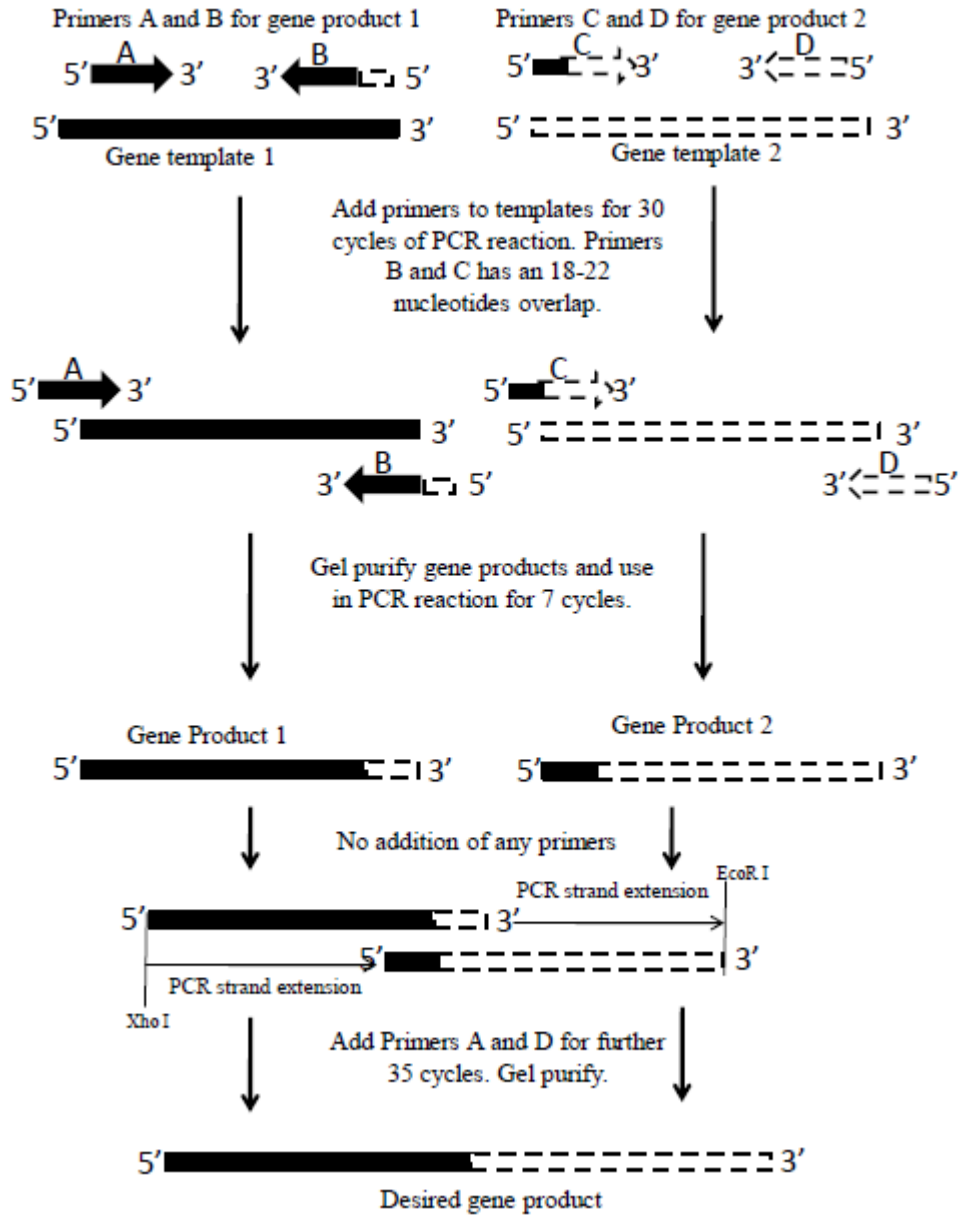 Primers A and B for gene product 1
Primers C and D for gene product 2
A
B
C
D
5’ 3’ 3’ 5’
5’ 3’ 3’ 5’
5’ 3’
5’ 3’
Gene template 1
Gene template 2
Add primers to templates for 30
cycles of PCR reaction. Primers
B and C has an 18-22
nucleotides overlap.
A
C
5’ 3’
5’ 3’
5’ 3’
5’ 3’
B
D
3’ 5’
3’ 5’
Gel purify gene products and use
in PCR reaction for 7 cycles.
Gene Product 1
Gene Product 2
5’ 3’
5’ 3’
No addition of any primers
EcoR I
PCR strand extension
5’ 3’
5’ 3’
PCR strand extension
Xho I
Add Primers A and D for further
35 cycles. Gel purify.
5’ 3’
Desired gene product